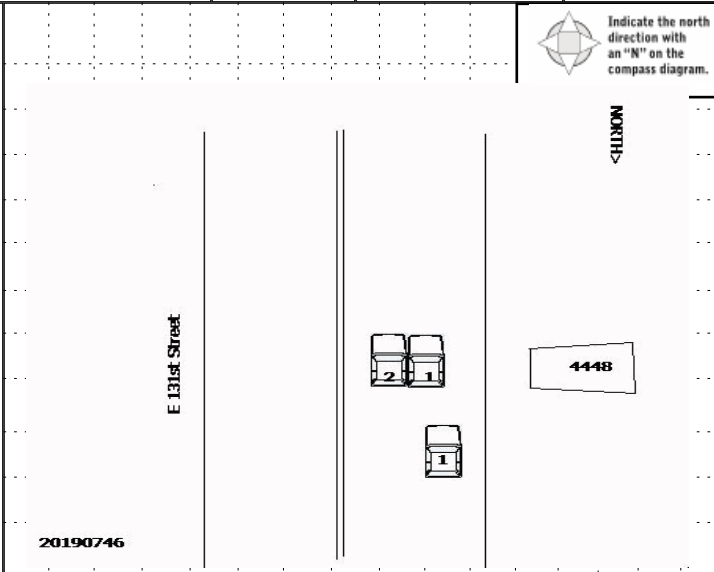 Indicate the north
direction with
an "N" on the
compass diagram.
NORTH>
E 131st Street
2 1
4448
1
20190746